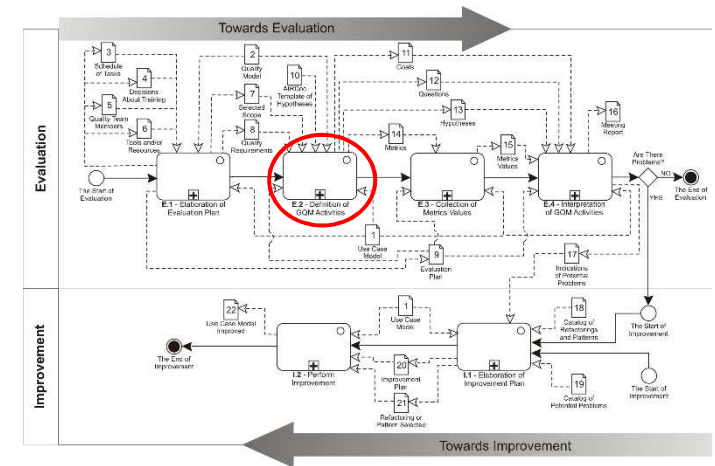 Towards Evaluation
Evaluation
3
Schedule
of Tasks
4
Decisions
About Training
5
Quality Team
Members
6
Tools and/or
Resources
2
Quality
Model
7
Selected
Scope
8
Quality
Requirements
10
AIRDoc
Template of
Hypotheses
11
Goals
12
Questions
13
Hypotheses
14
Metrics
15
Metrics
Values
16
Meeting
Report
The Start of
Evaluation
E.1 - Elaboration of
Evaluation Plan
E.2 - Definition of
GQM Activities
E.3 - Collection of
Metrics Values
E.4 - Interpretation
of GQM Activities
Are There
Problems?
NO
YES
The End of
Evaluation
1
Use Case
Model
9
Evaluation
Plan
17
Indications
of Potential
Problems
Improvement
22
Use Case Model
Improved
1
Use Case
Model
18
Catalog of
Refactorings
and Patterns
The Start of
Improvement
The End of
Improvement
I.2 - Perform
Improvement
20
Improvement
Plan
21
Refactoring or
Pattern Selected
I.1 - Elaboration of
Improvement Plan
19
Catalog of
Potential Problems
The Start of
Improvement
Towards Improvement